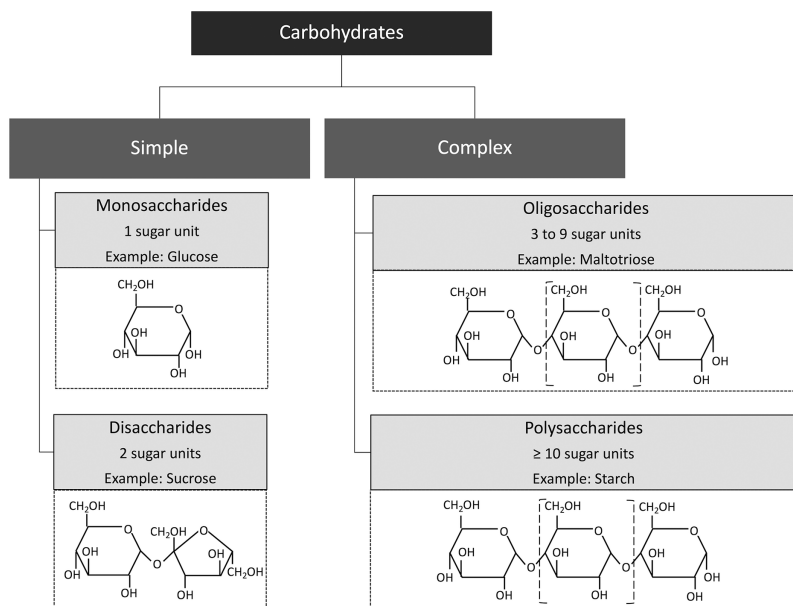 Carbohydrates
Simple
Complex
Monosaccharides
1 sugar unit
Example: Glucose
CH₂OH
O
OH
OH
OH
OH
Disaccharides
2 sugar units
Example: Sucrose
CH₂OH
O
OH
OH
OH
O
CH₂OH
O
OH
OH
CH₂OH
Oligosaccharides
3 to 9 sugar units
Example: Maltotriose
CH₂OH
O
OH
OH
OH
O
CH₂OH
O
OH
OH
O
CH₂OH
O
OH
OH
OH
Polysaccharides
≥ 10 sugar units
Example: Starch
CH₂OH
O
OH
OH
OH
O
CH₂OH
O
OH
OH
O
CH₂OH
O
OH
OH
OH